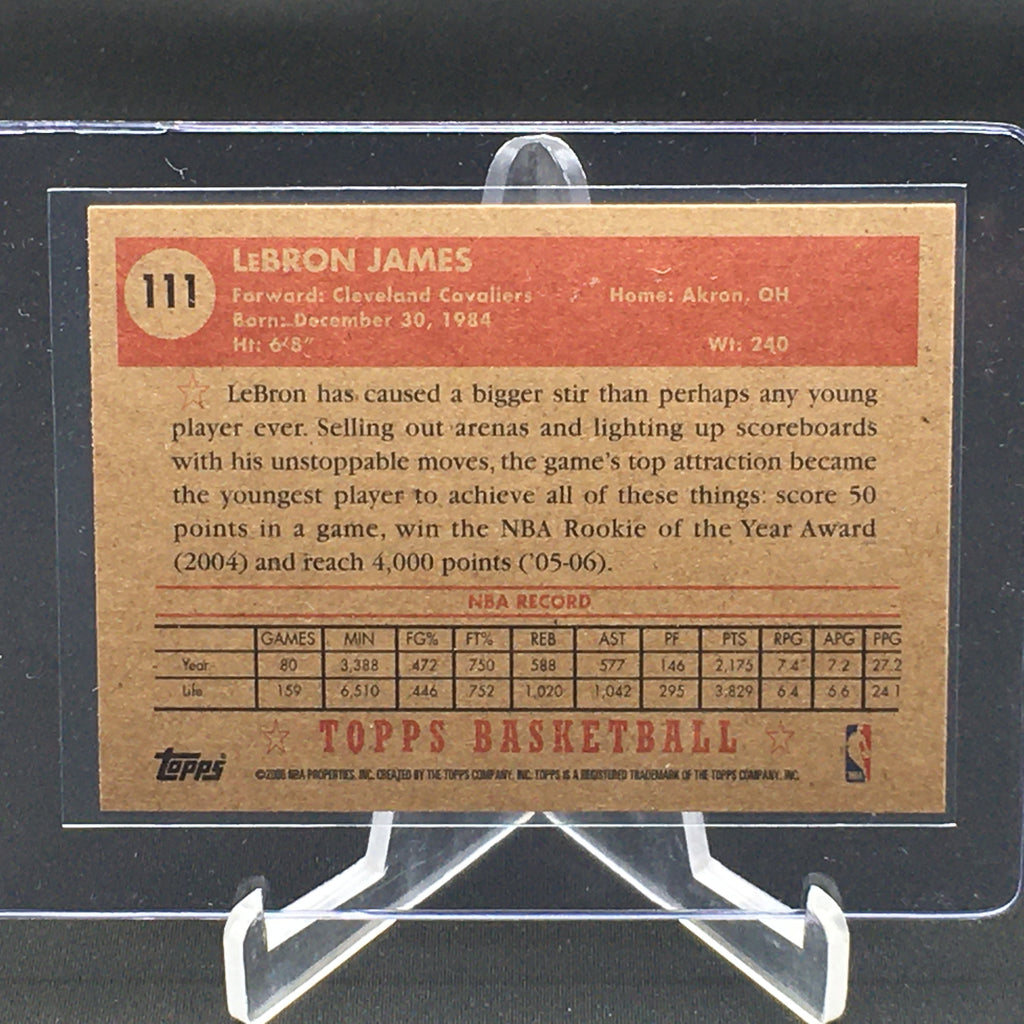 111
LeBRON JAMES
Forward: Cleveland Cavaliers Home: Akron, OH
Born: December 30, 1984
Ht: 6'8" Wt: 240
LeBron has caused a bigger stir than perhaps any young
player ever. Selling out arenas and lighting up scoreboards
with his unstoppable moves, the game's top attraction became
the youngest player to achieve all of these things: score 50
points in a game, win the NBA Rookie of the Year Award
(2004) and reach 4,000 points ('05-06).
NBA RECORD
GAMES MIN FG% FT% REB AST PF PTS RPG APG PPG
Year 80 3,388 .472 .750 588 577 146 2,175 7.4 7.2 27.2
Life 159 6,510 .446 .752 1,020 1,042 295 3,829 6.4 6.6 24.1
TOPPS BASKETBALL
Topps
© NBA PROPERTIES, INC. CREATED BY THE TOPPS COMPANY, INC. TOPPS IS A REGISTERED TRADEMARK OF THE TOPPS COMPANY, INC.